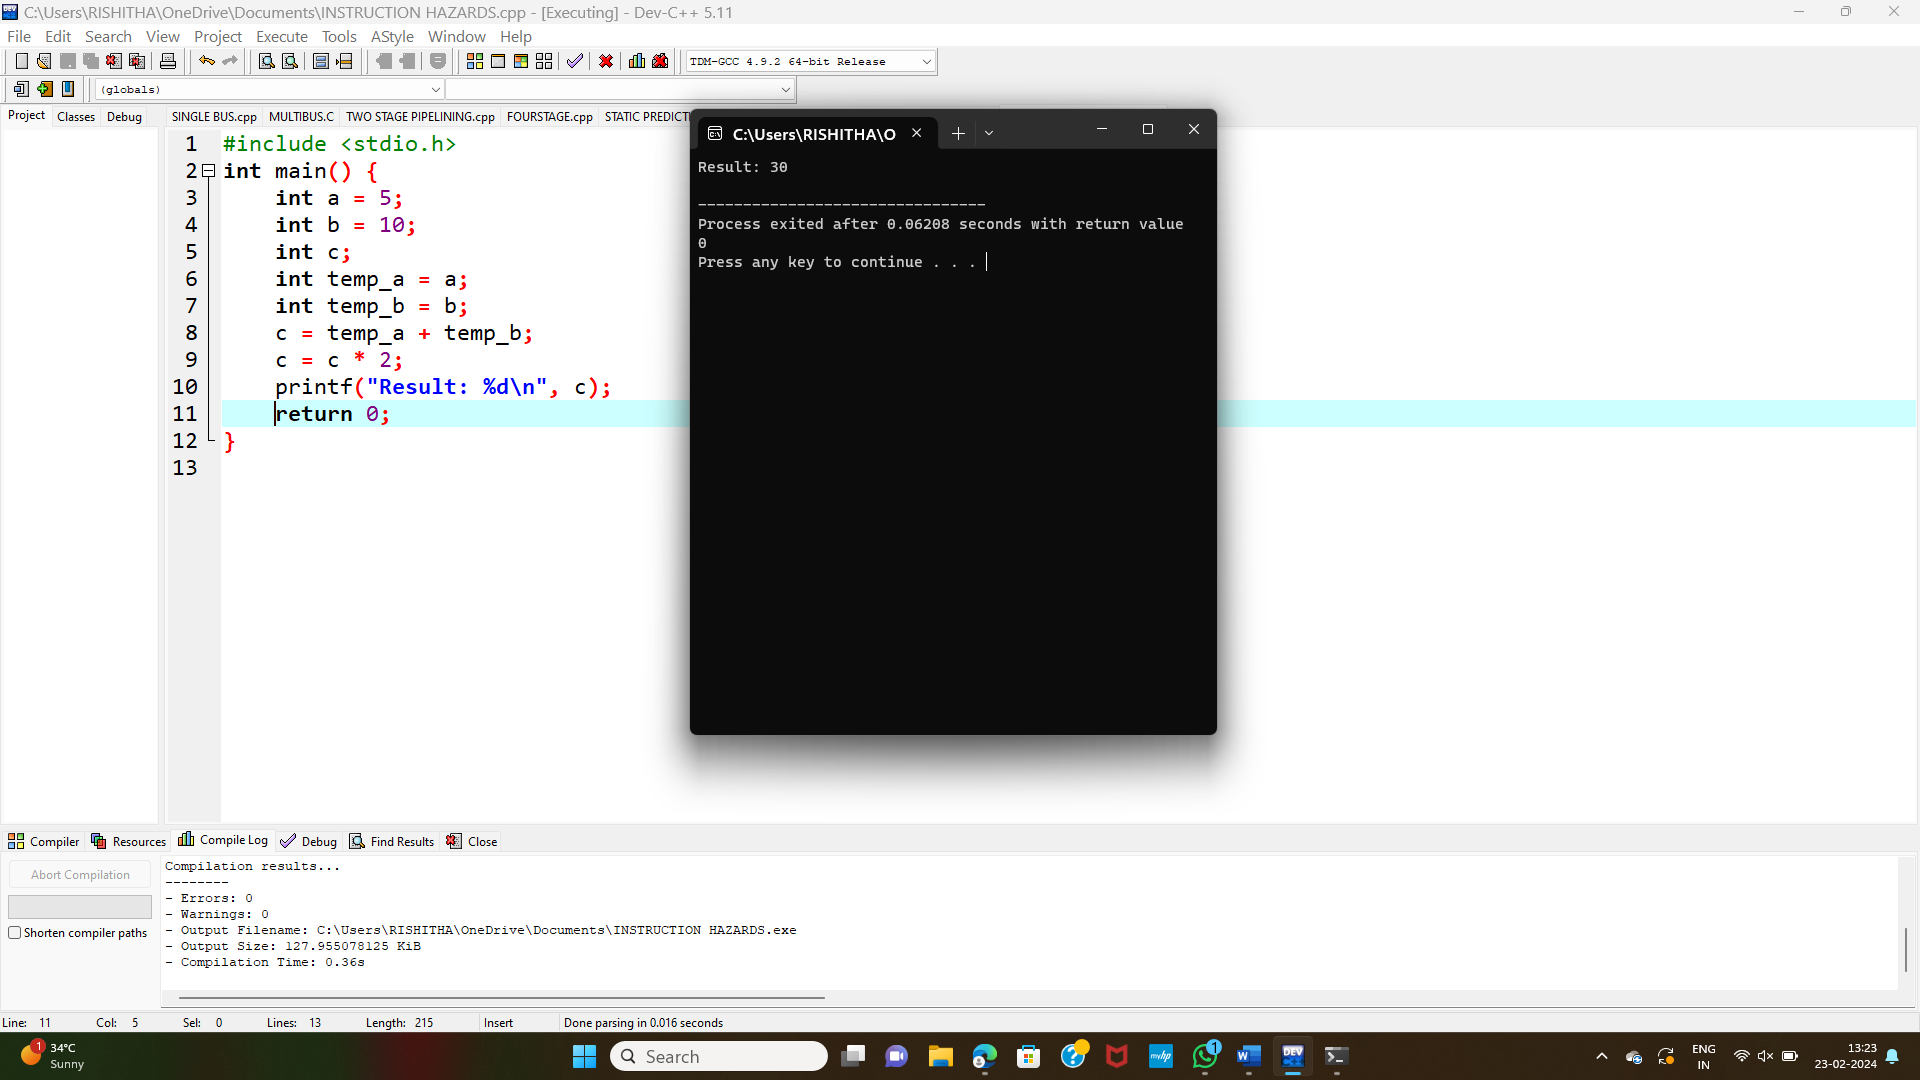 C:\Users\RISHITHA\OneDrive\Documents\INSTRUCTION HAZARDS.cpp - [Executing] - Dev-C++ 5.11
File Edit Search View Project Execute Tools AStyle Window Help
TDM-GCC 4.9.2 64-bit Release
(globals)
Project Classes Debug
SINGLE BUS.cpp MULTIBUS.C TWO STAGE PIPELINING.cpp FOURSTAGE.cpp STATIC PREDICTI
1 #include <stdio.h>
2 int main() {
3 int a = 5;
4 int b = 10;
5 int c;
6 int temp_a = a;
7 int temp_b = b;
8 c = temp_a + temp_b;
9 c = c * 2;
10 printf("Result: %d\n", c);
11 return 0;
12 }
13
C:\Users\RISHITHA\O
Result: 30
--------------------------------
Process exited after 0.06208 seconds with return value
0
Press any key to continue . . .
Compiler Resources Compile Log Debug Find Results Close
Abort Compilation
Shorten compiler paths
Compilation results...
--------
- Errors: 0
- Warnings: 0
- Output Filename: C:\Users\RISHITHA\OneDrive\Documents\INSTRUCTION HAZARDS.exe
- Output Size: 127.955078125 KiB
- Compilation Time: 0.36s
Line: 11 Col: 5 Sel: 0 Lines: 13 Length: 215 Insert Done parsing in 0.016 seconds
1
34°C
Sunny
Search
myhp
1
W
DEV
ENG
IN
13:23
23-02-2024